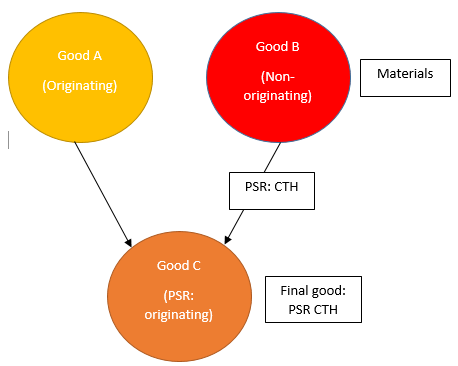 Good A
(Originating)
Good B
(Non-
originating)
Materials
PSR: CTH
Good C
(PSR:
originating)
Final good:
PSR CTH